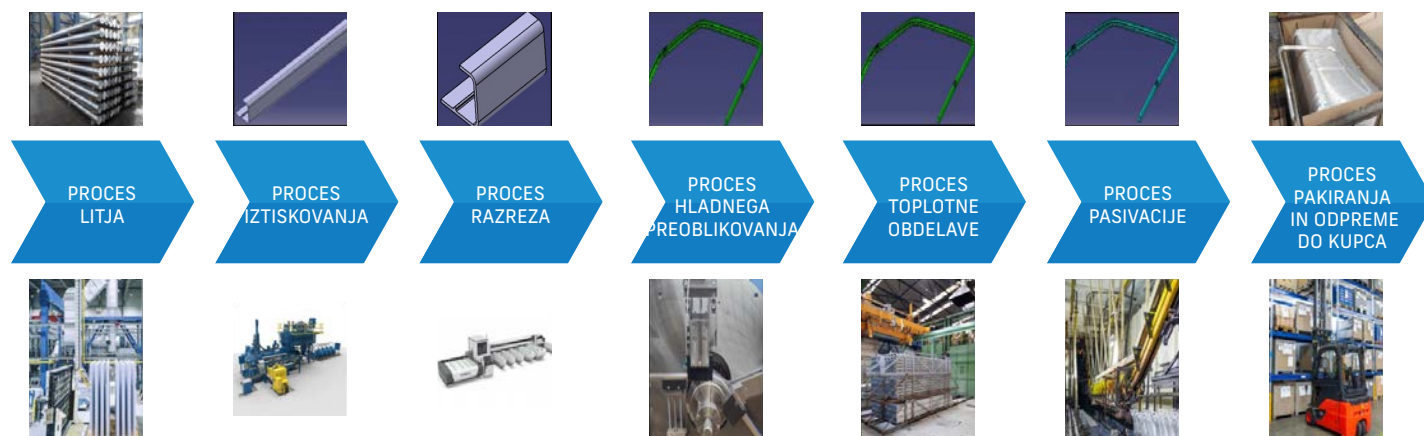 PROCES
LITJA
PROCES
IZTISKOVANJA
PROCES
RAZREZA
PROCES
HLADNEGA
PREOBLIKOVANJA
PROCES
TOPLOTNE
OBDELAVE
PROCES
PASIVACIJE
PROCES
PAKIRANJA
IN ODPREME
DO KUPCA